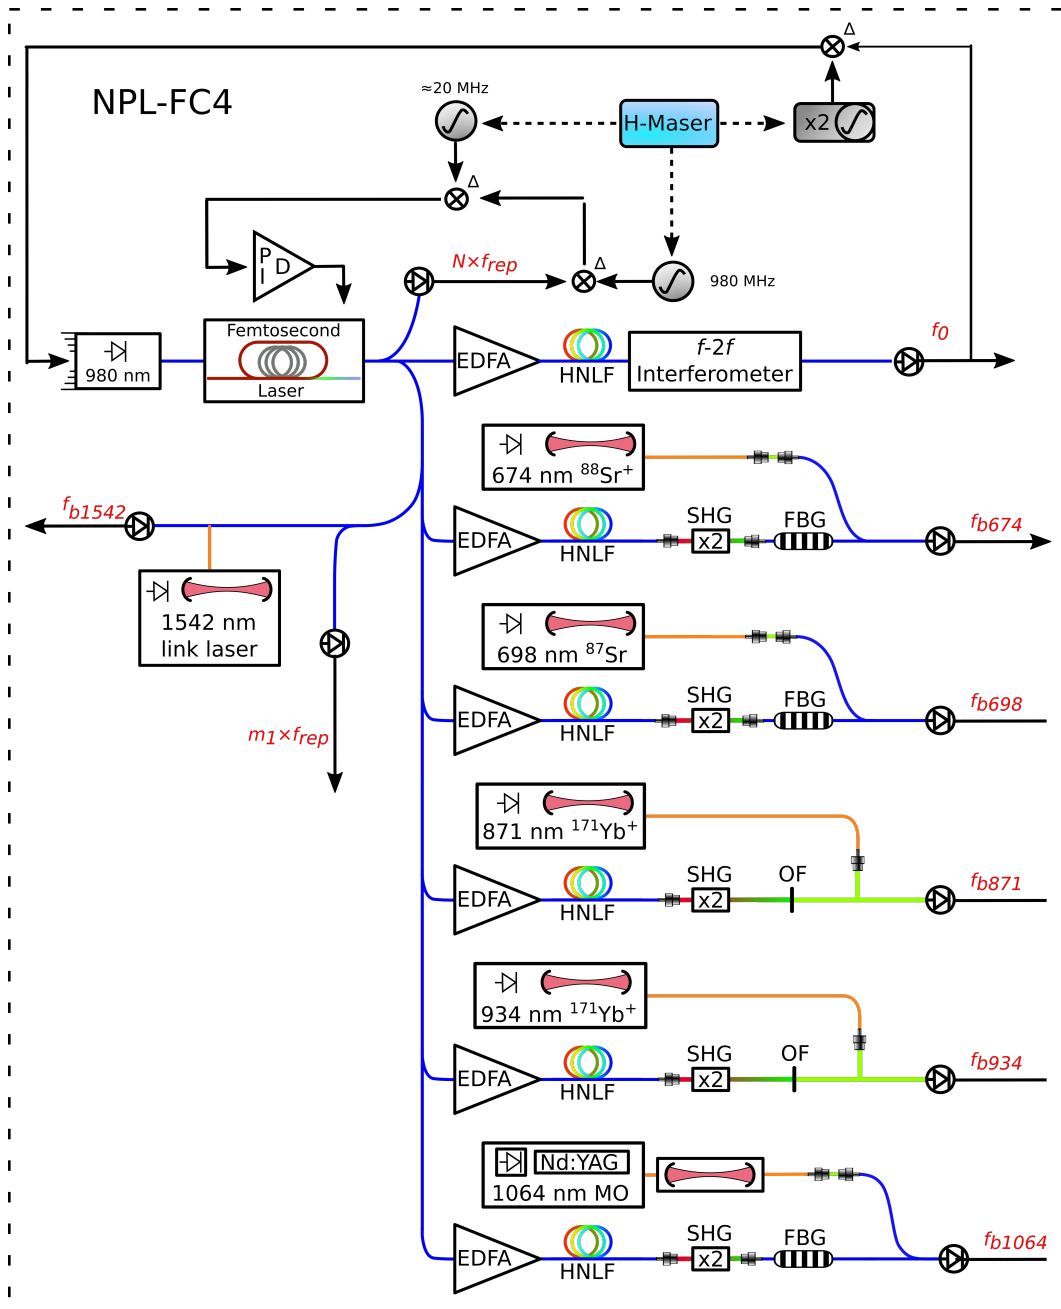 Δ
NPL-FC4
≈20 MHz
H-Maser
x2
Δ
P
I
D
N×frep
Δ
980 MHz
Femtosecond
Laser
980 nm
EDFA
HNLF
f-2f
Interferometer
f0
674 nm 88Sr+
fb1542
EDFA
HNLF
SHG
x2
FBG
fb674
1542 nm
link laser
698 nm 87Sr
EDFA
HNLF
SHG
x2
FBG
fb698
m1×frep
871 nm 171Yb+
EDFA
HNLF
SHG
x2
OF
fb871
934 nm 171Yb+
EDFA
HNLF
SHG
x2
OF
fb934
Nd:YAG
1064 nm MO
EDFA
HNLF
SHG
x2
FBG
fb1064